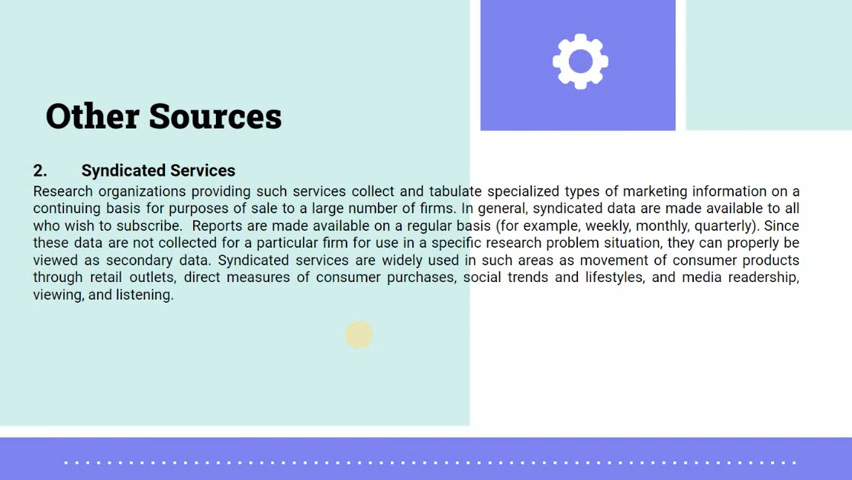 Other Sources
2. Syndicated Services
Research organizations providing such services collect and tabulate specialized types of marketing information on a
continuing basis for purposes of sale to a large number of firms. In general, syndicated data are made available to all
who wish to subscribe. Reports are made available on a regular basis (for example, weekly, monthly, quarterly). Since
these data are not collected for a particular firm for use in a specific research problem situation, they can properly be
viewed as secondary data. Syndicated services are widely used in such areas as movement of consumer products
through retail outlets, direct measures of consumer purchases, social trends and lifestyles, and media readership,
viewing, and listening.